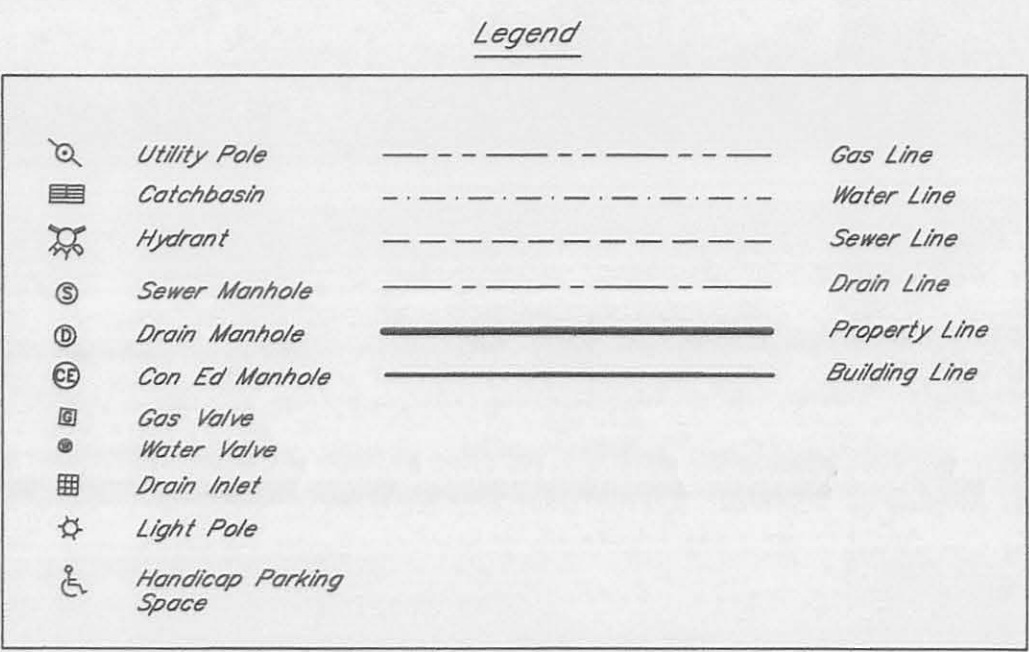 Legend
Utility Pole
Gas Line
Catchbasin
Water Line
Hydrant
Sewer Line
S Sewer Manhole
Drain Line
D Drain Manhole
Property Line
CE Con Ed Manhole
Building Line
G Gas Valve
Water Valve
Drain Inlet
Light Pole
Handicap Parking
Space